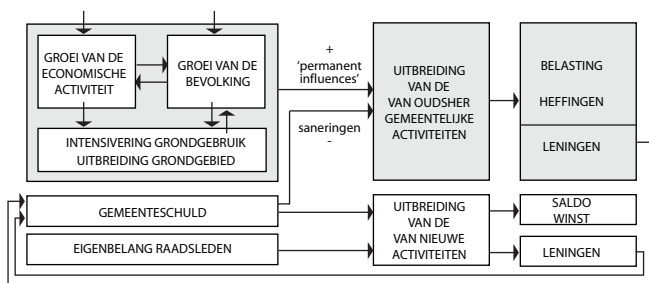 GROEI VAN DE
ECONOMISCHE
ACTIVITEIT
GROEI VAN DE
BEVOLKING
INTENSIVERING GRONDGEBRUIK
UITBREIDING GRONDGEBIED
+
‘permanent
influences’
saneringen
-
UITBREIDING
VAN DE
VAN OUDSHER
GEMEENTELIJKE
ACTIVITEITEN
BELASTING
HEFFINGEN
LENINGEN
GEMEENTESCHULD
EIGENBELANG RAADSLEDEN
UITBREIDING
VAN DE
VAN NIEUWE
ACTIVITEITEN
SALDO
WINST
LENINGEN